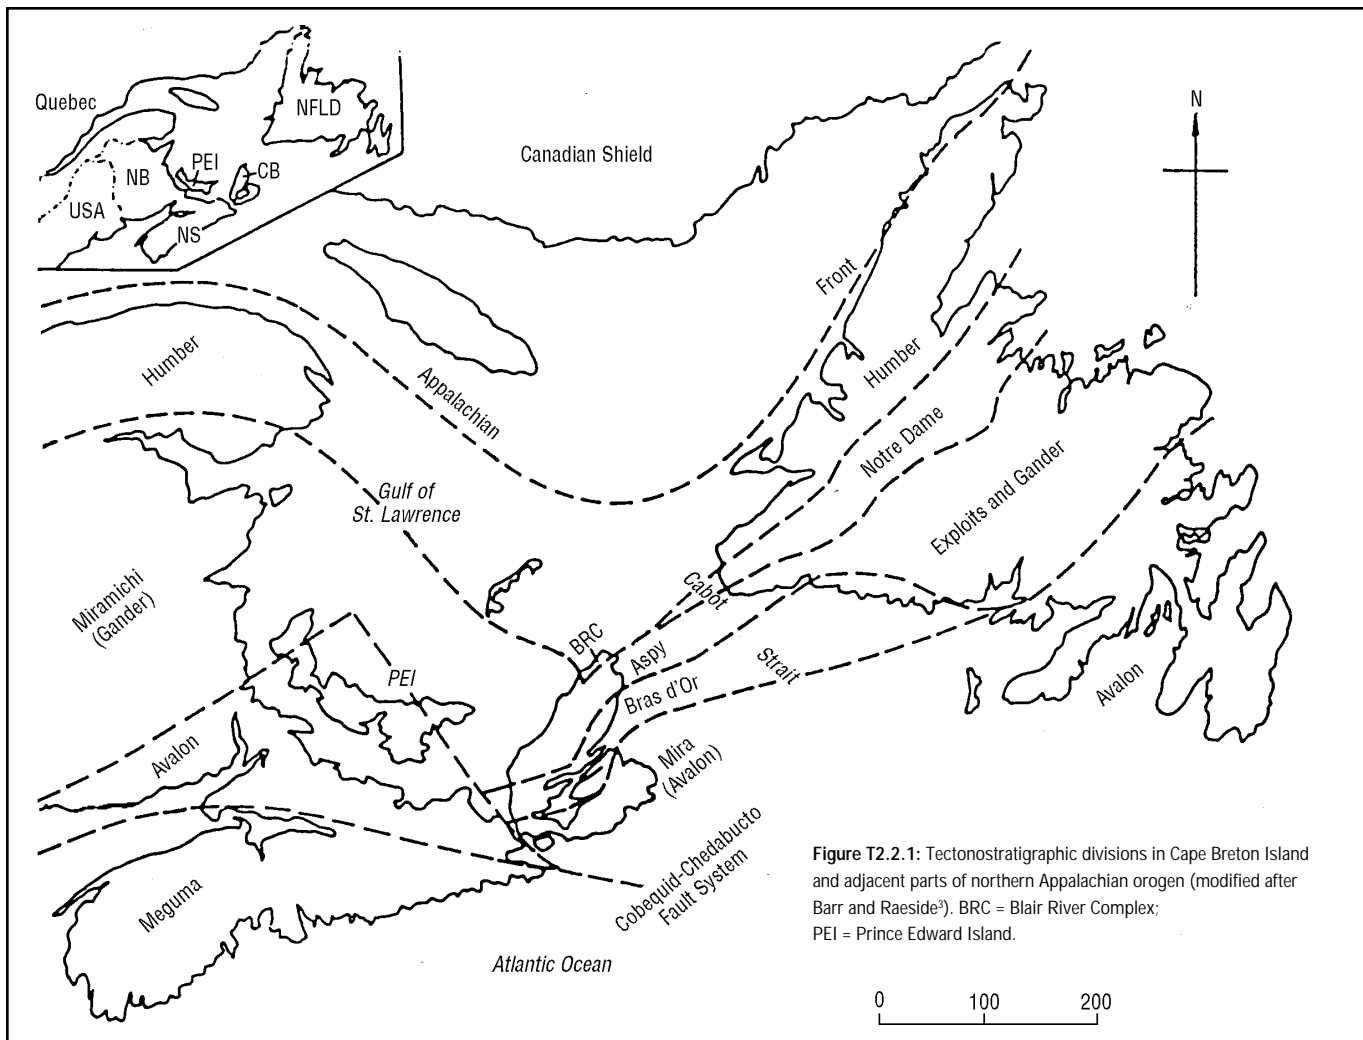 Quebec
NFLD
PEI
CB
NB
USA
NS
Canadian Shield
N
Front
Humber
Humber
Appalachian
Notre Dame
Gulf of
St. Lawrence
Exploits and Gander
Miramichi
(Gander)
Cabot
BRC
Aspy
Strait
PEI
Bras d'Or
Avalon
Avalon
Mira
(Avalon)
Cobequid-Chedabucto
Fault System
Meguma
Atlantic Ocean
Figure T2.2.1: Tectonostratigraphic divisions in Cape Breton Island
and adjacent parts of northern Appalachian orogen (modified after
Barr and Raeside³). BRC = Blair River Complex;
PEI = Prince Edward Island.
0 100 200